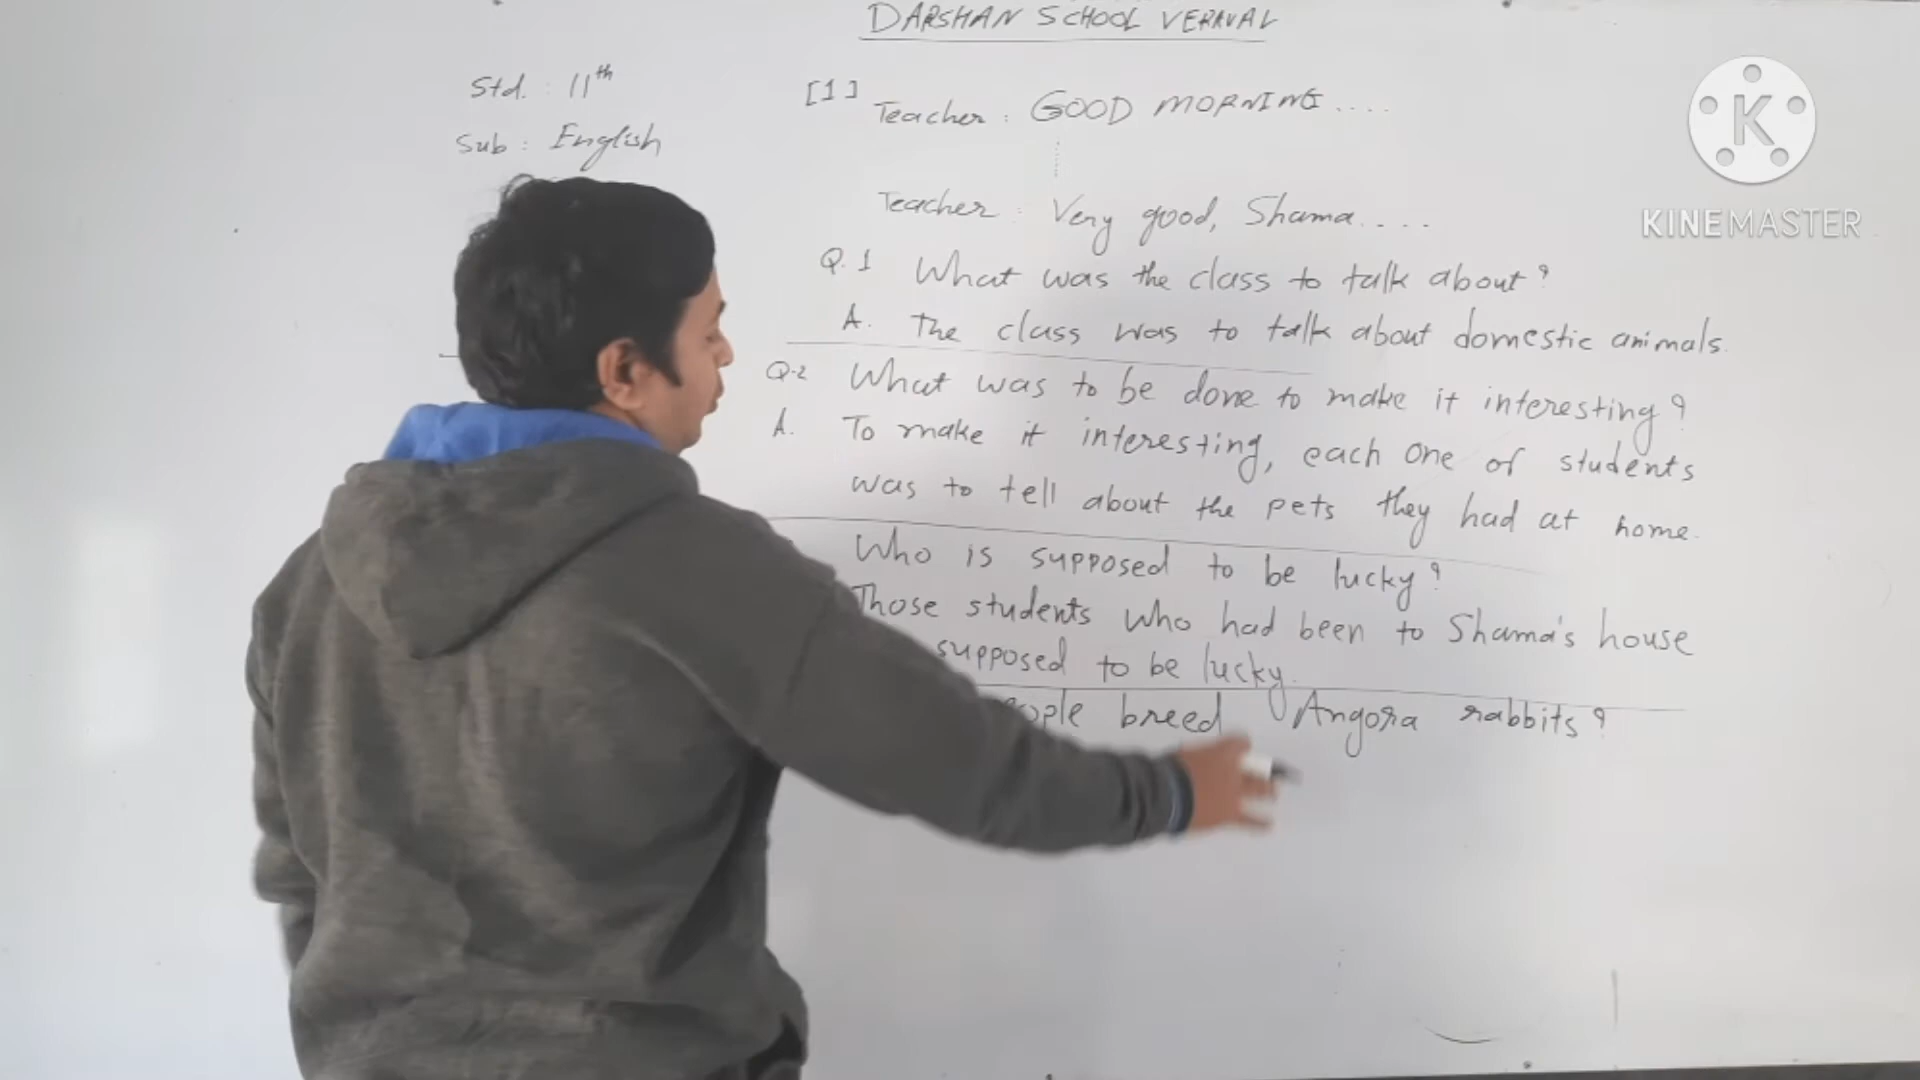 DARSHAN SCHOOL VERAVAL
Std. : 11th
Sub : English
[1]
Teacher : GOOD MORNING....
Teacher : Very good, Shama....
Q.1 What was the class to talk about?
A. The class was to talk about domestic animals.
Q-2 What was to be done to make it interesting?
A. To make it interesting, each one of students
was to tell about the pets they had at home.
Who is supposed to be lucky?
Those students who had been to Shama's house
supposed to be lucky.
breed Angora rabbits?
K
KINEMASTER